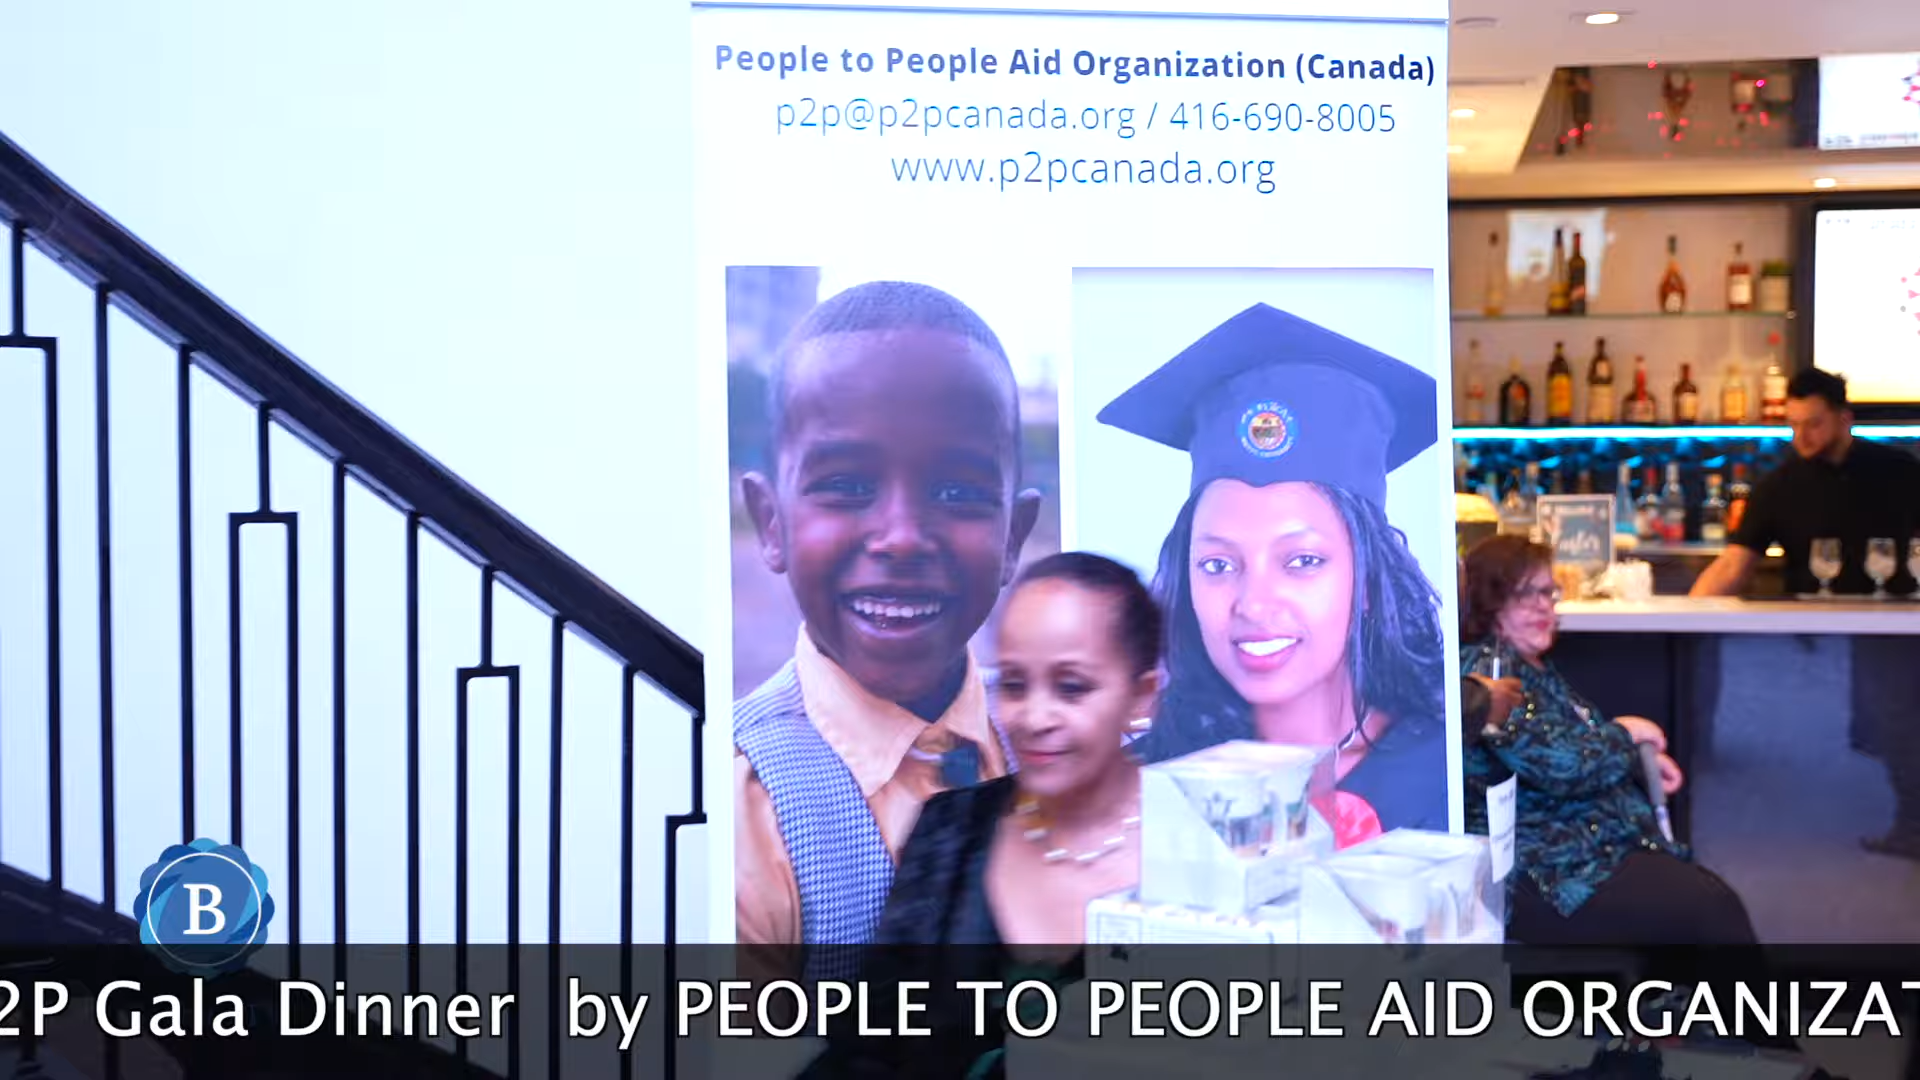 People to People Aid Organization (Canada)
p2p@p2pcanada.org / 416-690-8005
www.p2pcanada.org
B
2P Gala Dinner by PEOPLE TO PEOPLE AID ORGANIZAT